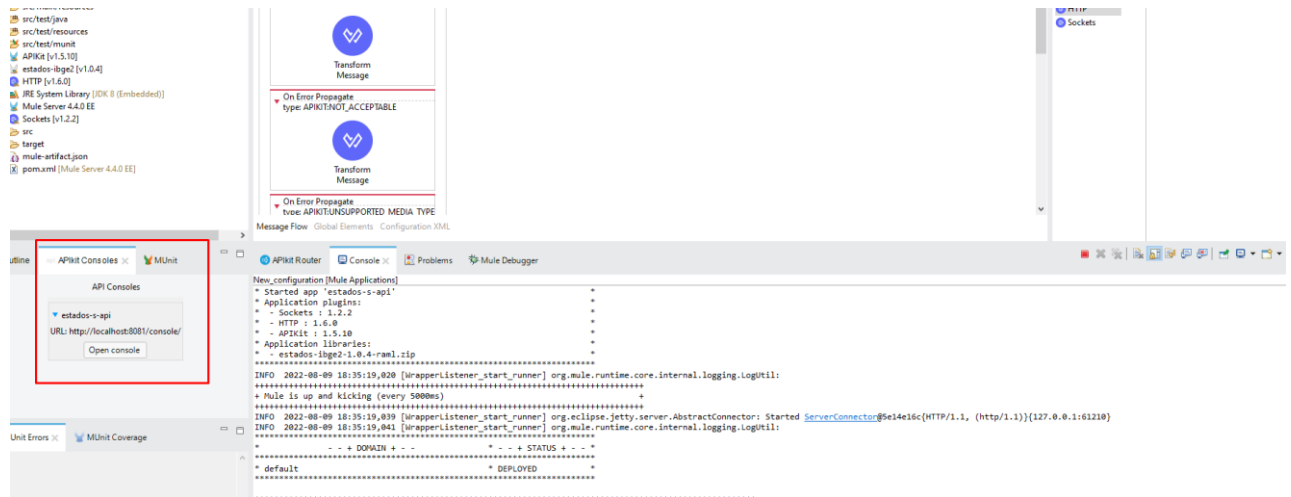 src/test/java
src/test/resources
src/test/munit
APIKit [v1.5.10]
estados-ibge2 [v1.0.4]
HTTP [v1.6.0]
JRE System Library [JDK 8 (Embedded)]
Mule Server 4.4.0 EE
Sockets [v1.2.2]
src
target
mule-artifact.json
pom.xml [Mule Server 4.4.0 EE]
Transform
Message
On Error Propagate
type: APIKIT:NOT_ACCEPTABLE
Transform
Message
On Error Propagate
type: APIKIT:UNSUPPORTED_MEDIA_TYPE
Message Flow Global Elements Configuration XML
HTTP
Sockets
utline APIkit Consoles MUnit
API Consoles
estados-s-api
URL: http://localhost:8081/console/
Open console
Unit Errors MUnit Coverage
APIkit Router Console Problems Mule Debugger
New_configuration [Mule Applications]
* Started app 'estados-s-api' *
* Application plugins: *
* - Sockets : 1.2.2 *
* - HTTP : 1.6.0 *
* - APIKit : 1.5.10 *
* Application libraries: *
* - estados-ibge2-1.0.4-raml.zip *
INFO 2022-08-09 18:35:19,020 [WrapperListener_start_runner] org.mule.runtime.core.internal.logging.LogUtil:
+ Mule is up and kicking (every 5000ms) +
INFO 2022-08-09 18:35:19,039 [WrapperListener_start_runner] org.eclipse.jetty.server.AbstractConnector: Started ServerConnector@5e14e16c{HTTP/1.1, (http/1.1)}{127.0.0.1:61210}
INFO 2022-08-09 18:35:19,041 [WrapperListener_start_runner] org.mule.runtime.core.internal.logging.LogUtil:
* - - + DOMAIN + - - * - - + STATUS + - - *
* default * DEPLOYED *